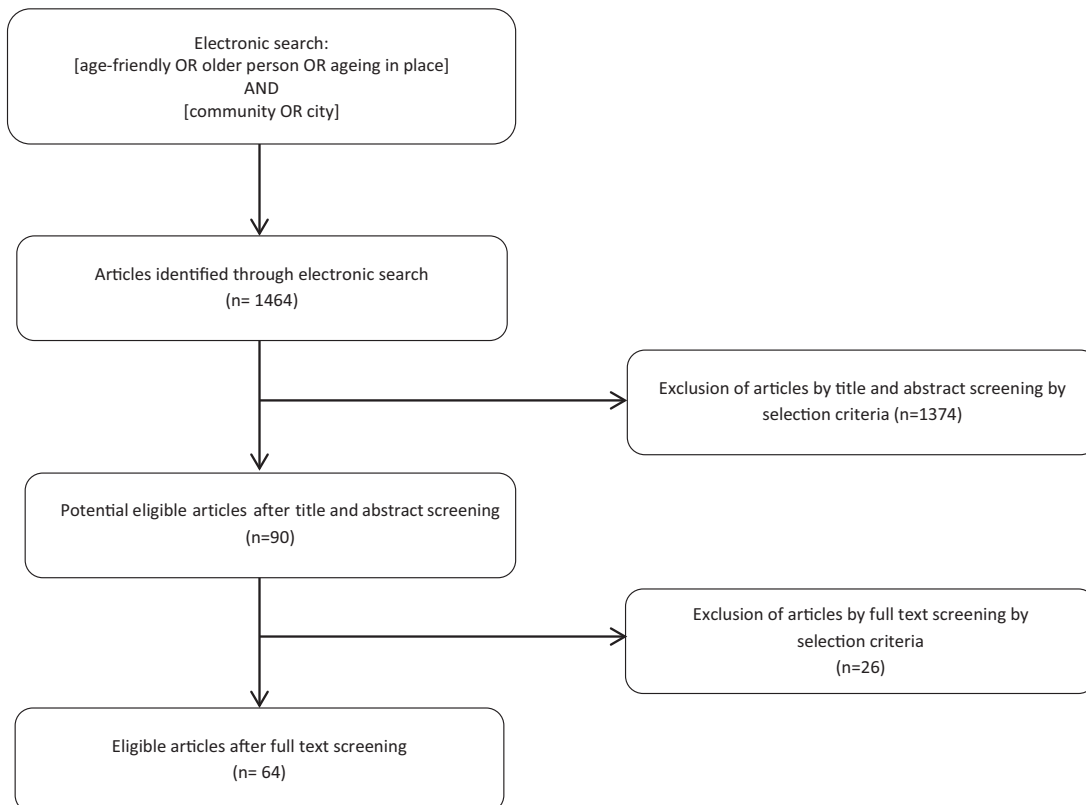 Electronic search:
[age-friendly OR older person OR ageing in place]
AND
[community OR city]
Articles identified through electronic search
(n= 1464)
Exclusion of articles by title and abstract screening by
selection criteria (n=1374)
Potential eligible articles after title and abstract screening
(n=90)
Exclusion of articles by full text screening by
selection criteria
(n=26)
Eligible articles after full text screening
(n= 64)